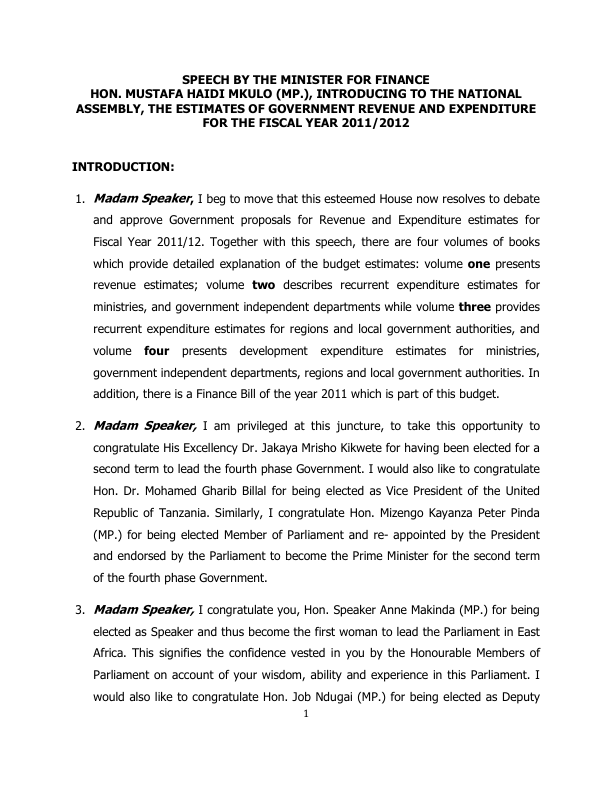 SPEECH BY THE MINISTER FOR FINANCE
HON. MUSTAFA HAIDI MKULO (MP.), INTRODUCING TO THE NATIONAL
ASSEMBLY, THE ESTIMATES OF GOVERNMENT REVENUE AND EXPENDITURE
FOR THE FISCAL YEAR 2011/2012
INTRODUCTION:
1. Madam Speaker, I beg to move that this esteemed House now resolves to debate
and approve Government proposals for Revenue and Expenditure estimates for
Fiscal Year 2011/12. Together with this speech, there are four volumes of books
which provide detailed explanation of the budget estimates: volume one presents
revenue estimates; volume two describes recurrent expenditure estimates for
ministries, and government independent departments while volume three provides
recurrent expenditure estimates for regions and local government authorities, and
volume four presents development expenditure estimates for ministries,
government independent departments, regions and local government authorities. In
addition, there is a Finance Bill of the year 2011 which is part of this budget.
2. Madam Speaker, I am privileged at this juncture, to take this opportunity to
congratulate His Excellency Dr. Jakaya Mrisho Kikwete for having been elected for a
second term to lead the fourth phase Government. I would also like to congratulate
Hon. Dr. Mohamed Gharib Billal for being elected as Vice President of the United
Republic of Tanzania. Similarly, I congratulate Hon. Mizengo Kayanza Peter Pinda
(MP.) for being elected Member of Parliament and re- appointed by the President
and endorsed by the Parliament to become the Prime Minister for the second term
of the fourth phase Government.
3. Madam Speaker, I congratulate you, Hon. Speaker Anne Makinda (MP.) for being
elected as Speaker and thus become the first woman to lead the Parliament in East
Africa. This signifies the confidence vested in you by the Honourable Members of
Parliament on account of your wisdom, ability and experience in this Parliament. I
would also like to congratulate Hon. Job Ndugai (MP.) for being elected as Deputy
1